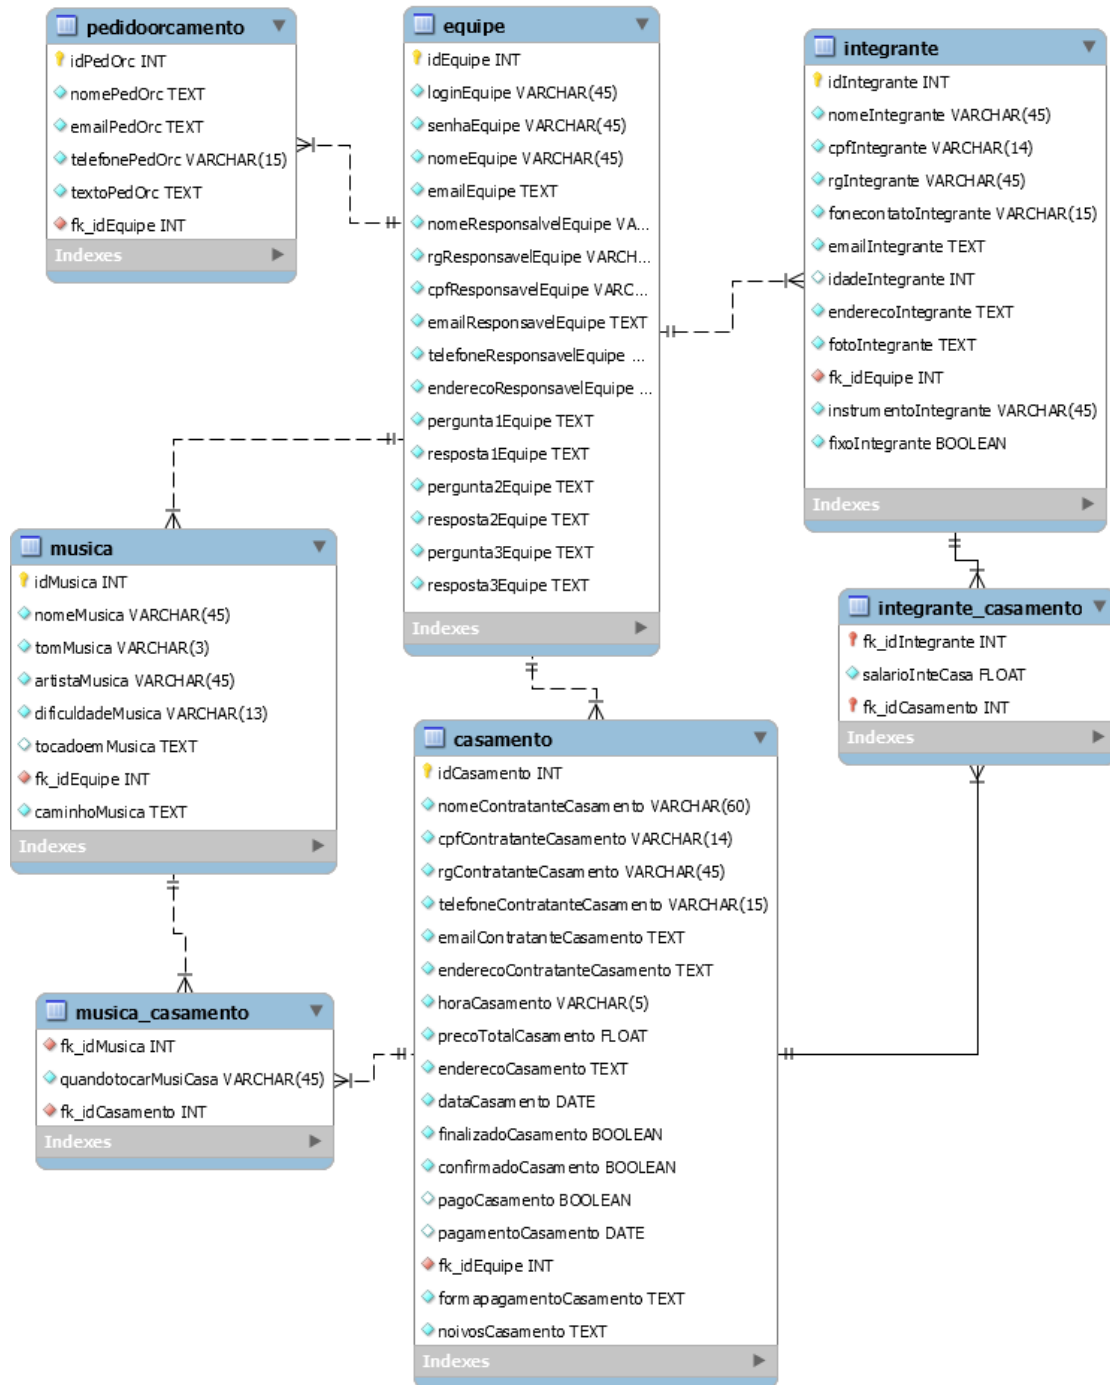 pedidoorcamento
idPedOrc INT
nomePedOrc TEXT
emailPedOrc TEXT
telefonePedOrc VARCHAR(15)
textoPedOrc TEXT
fk_idEquipe INT
Indexes
equipe
idEquipe INT
loginEquipe VARCHAR(45)
senhaEquipe VARCHAR(45)
nomeEquipe VARCHAR(45)
emailEquipe TEXT
nomeResponsalvelEquipe VA...
rgResponsavelEquipe VARCH...
cpfResponsavelEquipe VARC...
emailResponsavelEquipe TEXT
telefoneResponsavelEquipe ...
enderecoResponsavelEquipe ...
pergunta1Equipe TEXT
resposta1Equipe TEXT
pergunta2Equipe TEXT
resposta2Equipe TEXT
pergunta3Equipe TEXT
resposta3Equipe TEXT
Indexes
integrante
idIntegrante INT
nomeIntegrante VARCHAR(45)
cpfIntegrante VARCHAR(14)
rgIntegrante VARCHAR(45)
fonecontatoIntegrante VARCHAR(15)
emailIntegrante TEXT
idadeIntegrante INT
enderecoIntegrante TEXT
fotoIntegrante TEXT
fk_idEquipe INT
instrumentoIntegrante VARCHAR(45)
fixoIntegrante BOOLEAN
Indexes
musica
idMusica INT
nomeMusica VARCHAR(45)
tomMusica VARCHAR(3)
artistaMusica VARCHAR(45)
dificuldadeMusica VARCHAR(13)
tocadoemMusica TEXT
fk_idEquipe INT
caminhoMusica TEXT
Indexes
integrante_casamento
fk_idIntegrante INT
salarioInteCasa FLOAT
fk_idCasamento INT
Indexes
casamento
idCasamento INT
nomeContratanteCasamento VARCHAR(60)
cpfContratanteCasamento VARCHAR(14)
rgContratanteCasamento VARCHAR(45)
telefoneContratanteCasamento VARCHAR(15)
emailContratanteCasamento TEXT
enderecoContratanteCasamento TEXT
horaCasamento VARCHAR(5)
precoTotalCasamento FLOAT
enderecoCasamento TEXT
dataCasamento DATE
finalizadoCasamento BOOLEAN
confirmadoCasamento BOOLEAN
pagoCasamento BOOLEAN
pagamentoCasamento DATE
fk_idEquipe INT
formapagamentoCasamento TEXT
noivosCasamento TEXT
Indexes
musica_casamento
fk_idMusica INT
quandotocarMusiCasa VARCHAR(45)
fk_idCasamento INT
Indexes